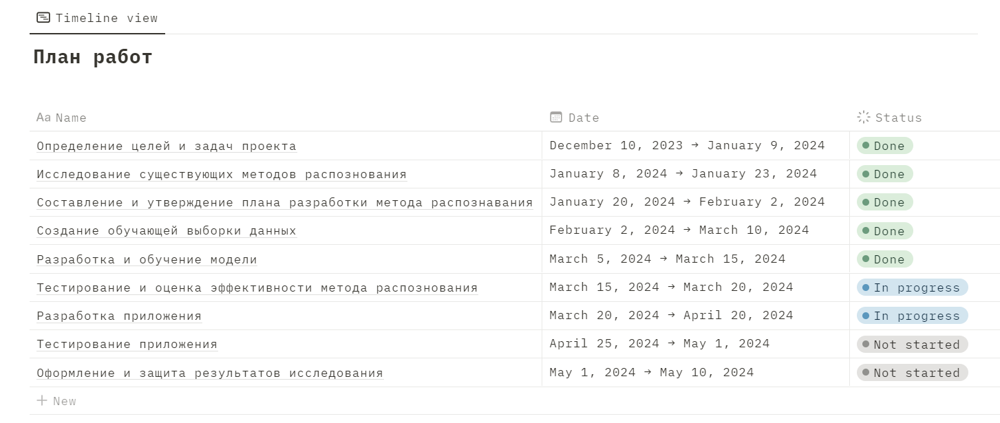 Timeline view
План работ
Aa Name Date Status
Определение целей и задач проекта December 10, 2023 → January 9, 2024 Done
Исследование существующих методов распознования January 8, 2024 → January 23, 2024 Done
Составление и утверждение плана разработки метода распознавания January 20, 2024 → February 2, 2024 Done
Создание обучающей выборки данных February 2, 2024 → March 10, 2024 Done
Разработка и обучение модели March 5, 2024 → March 15, 2024 Done
Тестирование и оценка эффективности метода распознования March 15, 2024 → March 20, 2024 In progress
Разработка приложения March 20, 2024 → April 20, 2024 In progress
Тестирование приложения April 25, 2024 → May 1, 2024 Not started
Оформление и защита результатов исследования May 1, 2024 → May 10, 2024 Not started
+ New